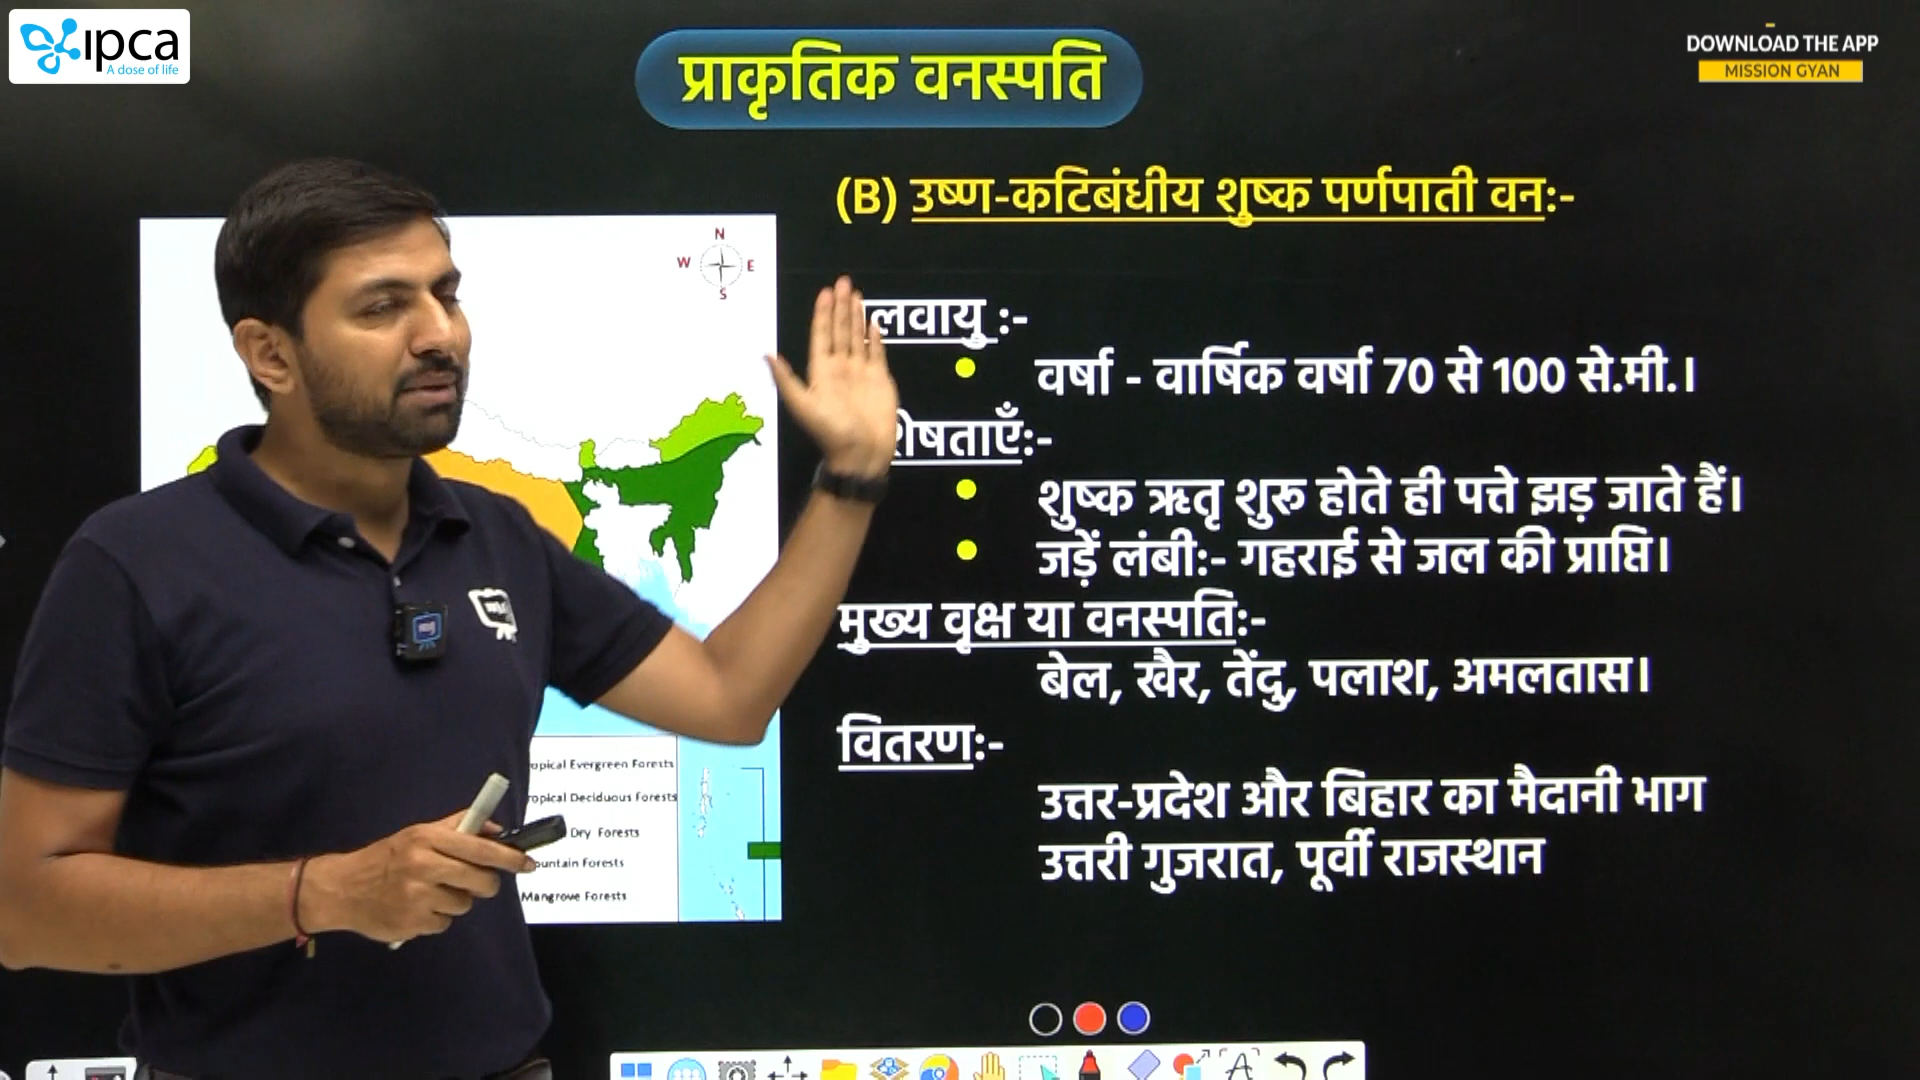 ipca
A dose of life
DOWNLOAD THE APP
MISSION GYAN
प्राकृतिक वनस्पति
(B) उष्ण-कटिबंधीय शुष्क पर्णपाती वन:-
N
W E
S
लवायु :-
वर्षा - वार्षिक वर्षा 70 से 100 से.मी.।
शेषताएँ:-
शुष्क ऋतृ शुरू होते ही पत्ते झड़ जाते हैं।
जड़ें लंबी:- गहराई से जल की प्राप्ति।
मुख्य वृक्ष या वनस्पति:-
बेल, खैर, तेंदु, पलाश, अमलतास।
वितरण:-
उत्तर-प्रदेश और बिहार का मैदानी भाग
उत्तरी गुजरात, पूर्वी राजस्थान
opical Evergreen Forests
ropical Deciduous Forests
Dry Forests
ountain Forests
Mangrove Forests